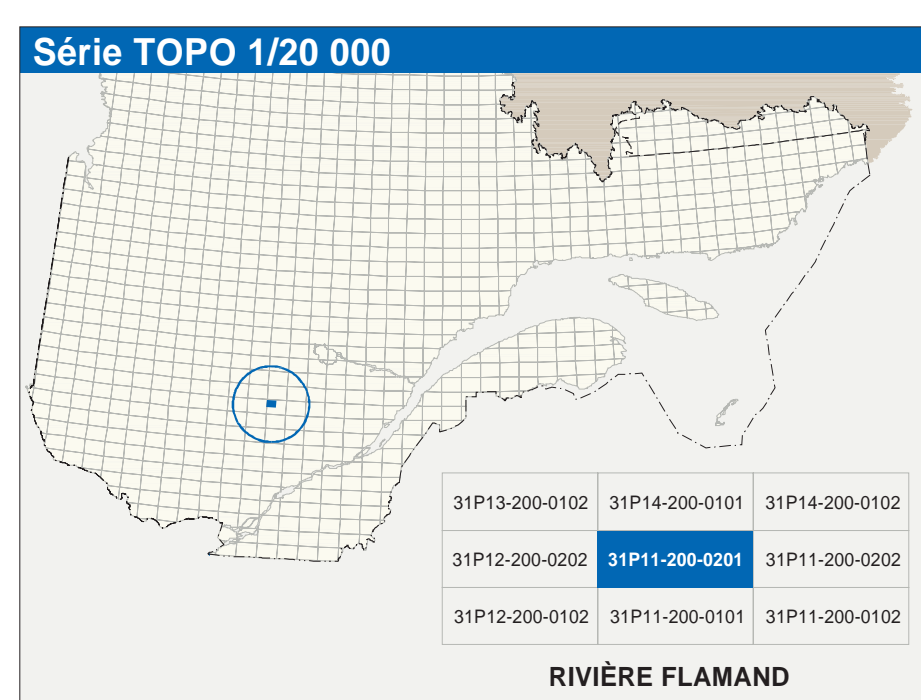 Série TOPO 1/20 000
31P13-200-0102 31P14-200-0101 31P14-200-0102
31P12-200-0202 31P11-200-0201 31P11-200-0202
31P12-200-0102 31P11-200-0101 31P11-200-0102
RIVIÈRE FLAMAND